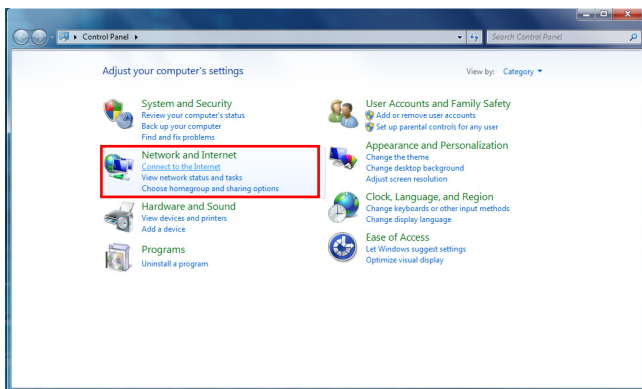 Control Panel
Search Control Panel
Adjust your computer's settings
View by: Category
System and Security
Review your computer's status
Back up your computer
Find and fix problems
Network and Internet
Connect to the Internet
View network status and tasks
Choose homegroup and sharing options
Hardware and Sound
View devices and printers
Add a device
Programs
Uninstall a program
User Accounts and Family Safety
Add or remove user accounts
Set up parental controls for any user
Appearance and Personalization
Change the theme
Change desktop background
Adjust screen resolution
Clock, Language, and Region
Change keyboards or other input methods
Change display language
Ease of Access
Let Windows suggest settings
Optimize visual display